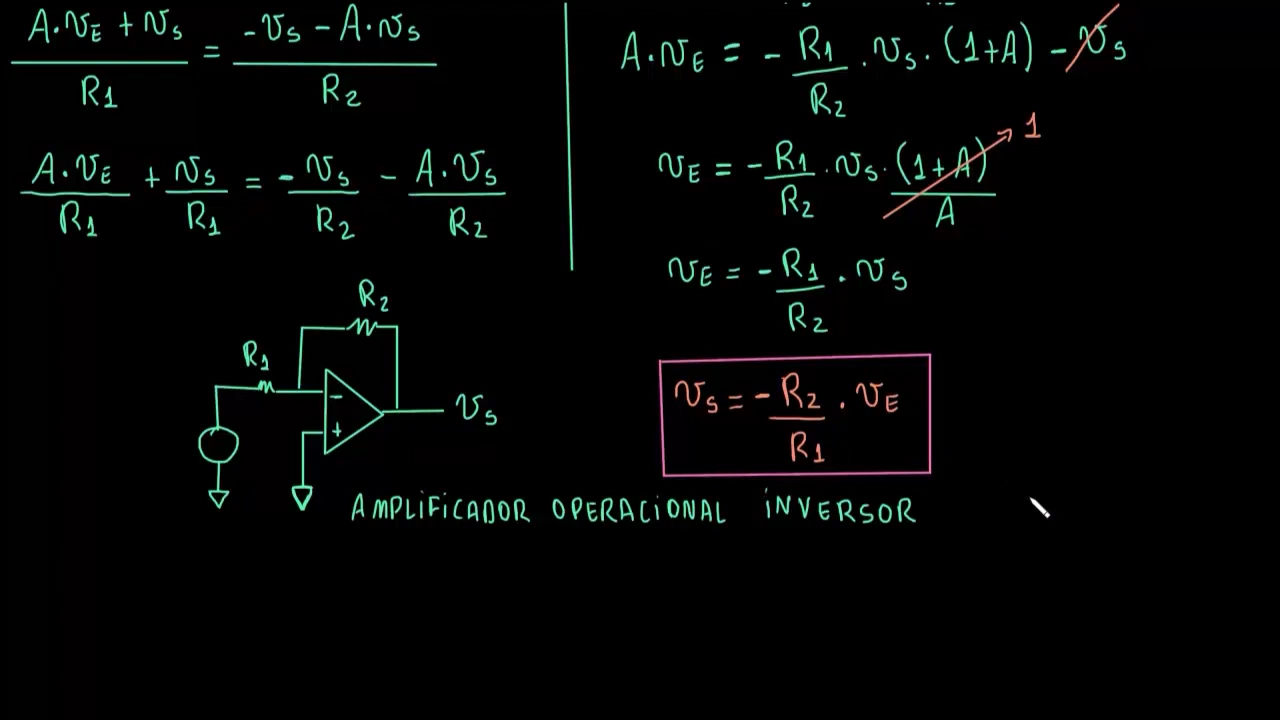 A·VE + VS / R1 = -VS - A·VS / R2
A·VE / R1 + VS / R1 = - VS / R2 - A·VS / R2
R2
R1
-
+
VS
A·VE = - R1 / R2 · VS · (1+A) - VS
VE = - R1 / R2 · VS · (1+A) / A
1
VE = - R1 / R2 · VS
VS = - R2 / R1 · VE
AMPLiFiCADOR OPERACiONAL iNVERSOR